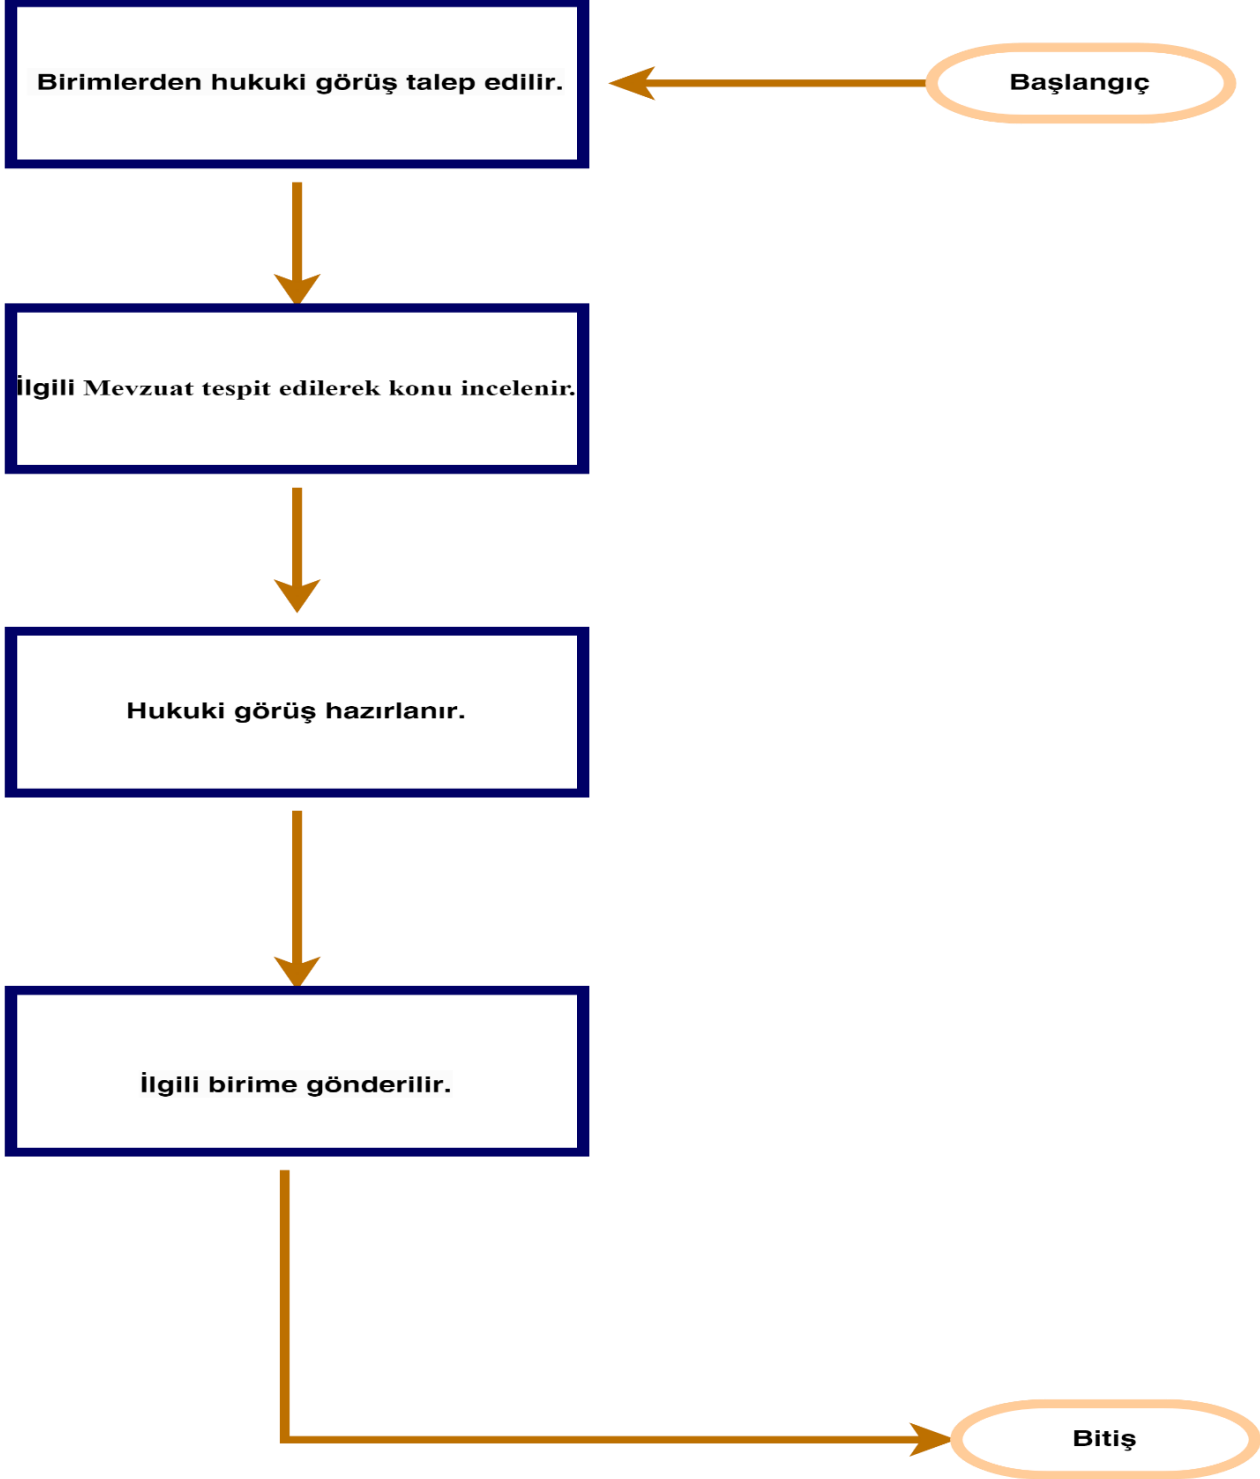 Başlangıç
Birimlerden hukuki görüş talep edilir.
İlgili Mevzuat tespit edilerek konu incelenir.
Hukuki görüş hazırlanır.
İlgili birime gönderilir.
Bitiş